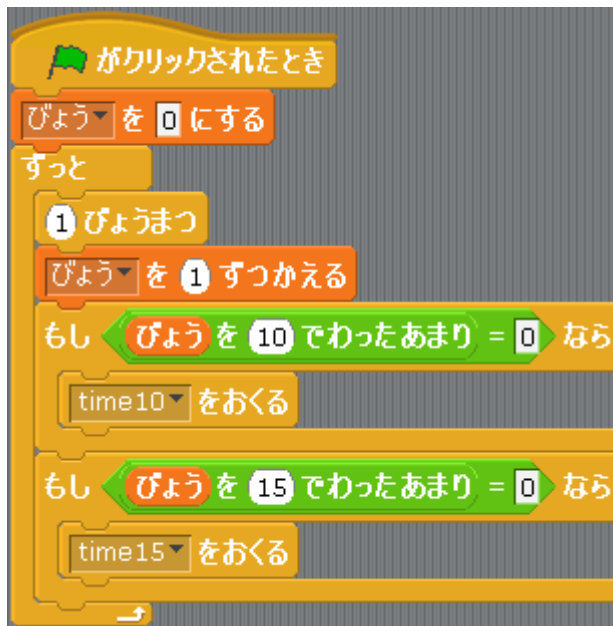 がクリックされたとき
びょう を 0 にする
ずっと
1 びょうまつ
びょう を 1 ずつかえる
もし びょう を 10 でわったあまり = 0 なら
time10 をおくる
もし びょう を 15 でわったあまり = 0 なら
time15 をおくる